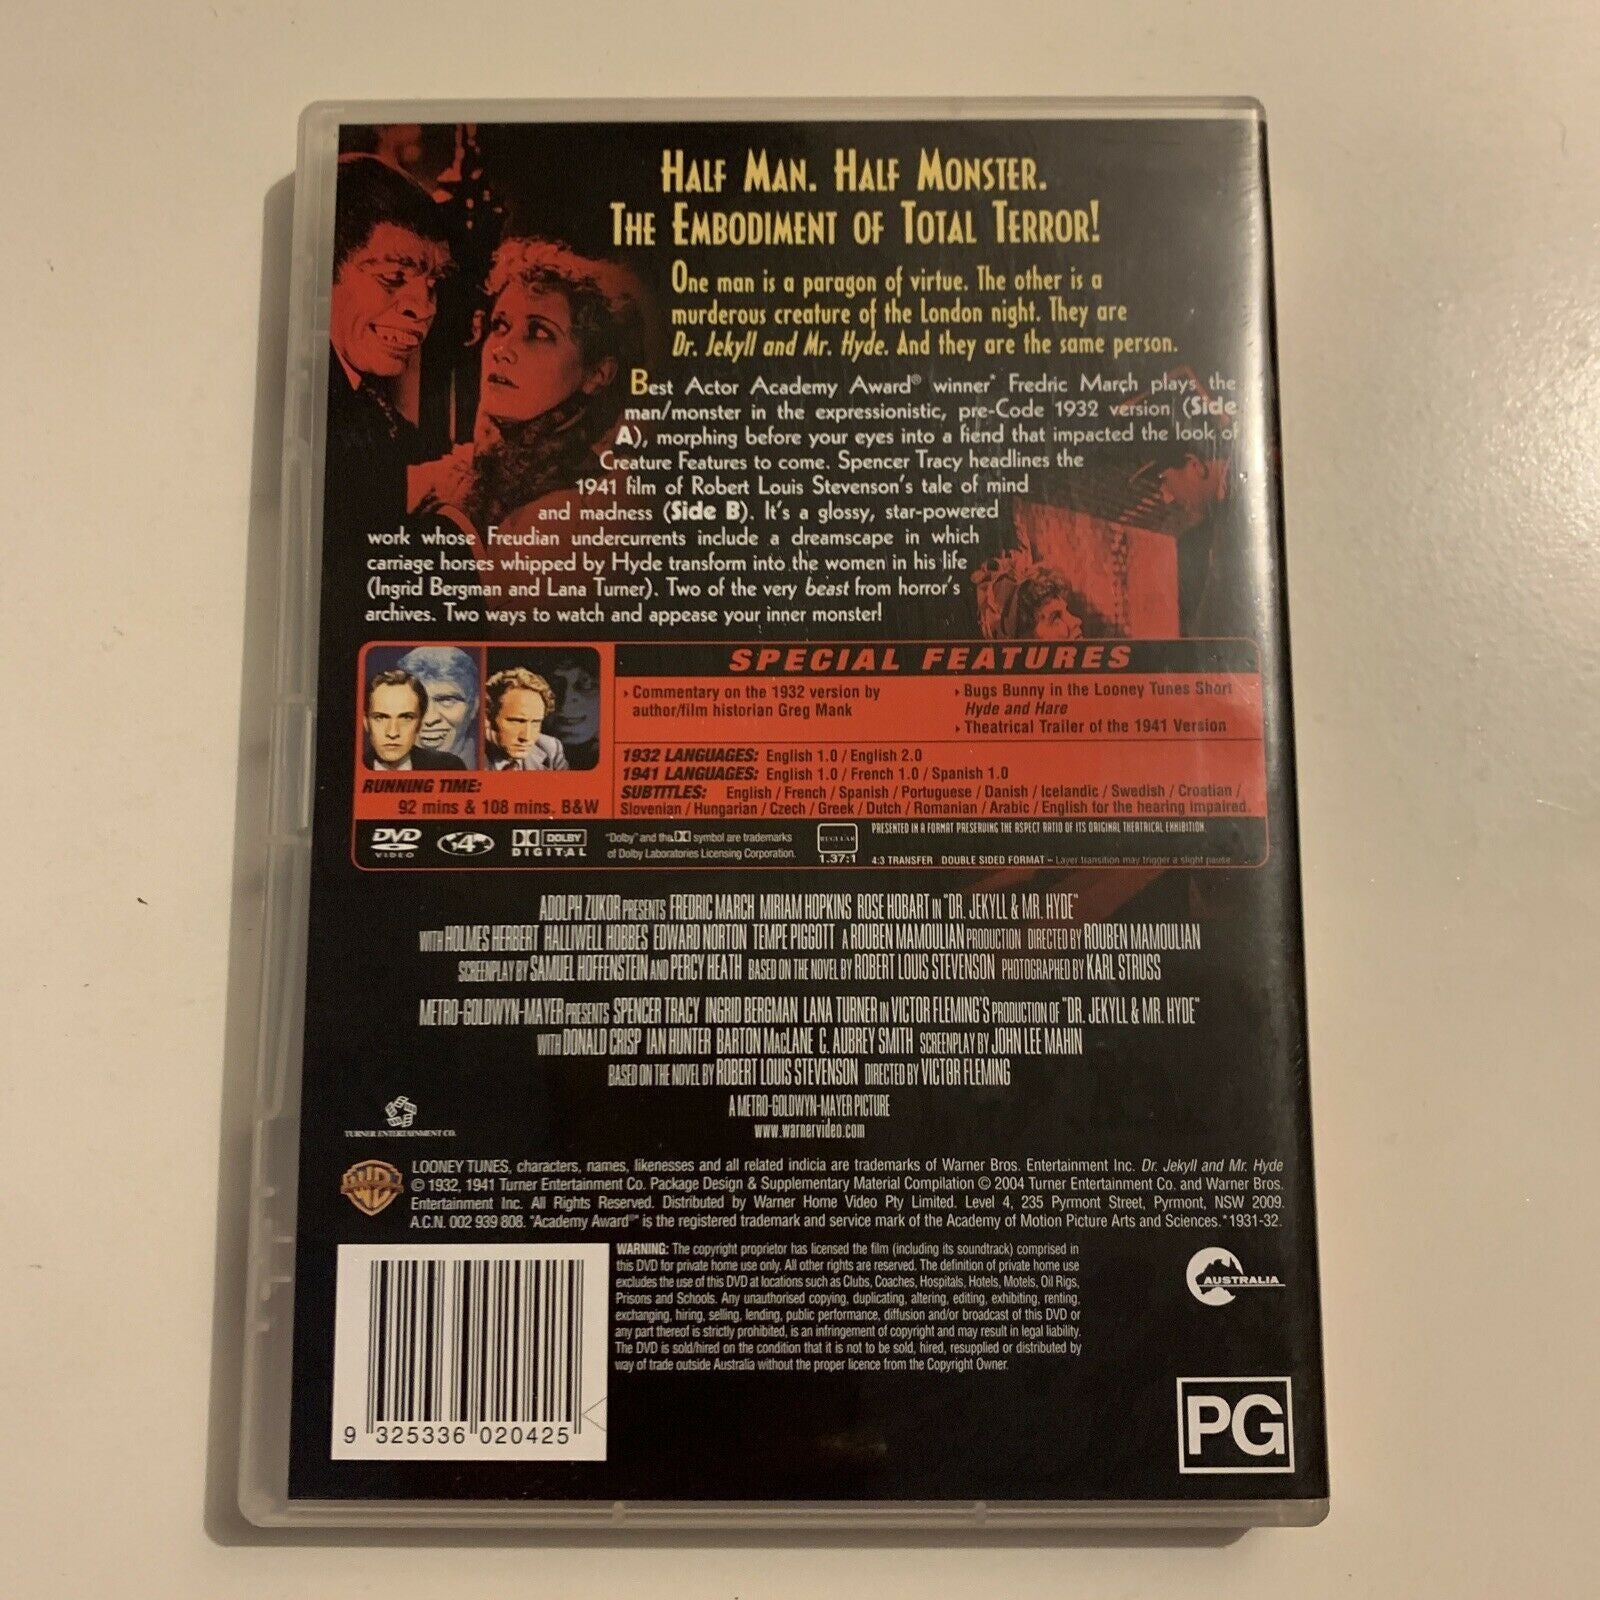 HALF MAN. HALF MONSTER.
THE EMBODIMENT OF TOTAL TERROR!
One man is a paragon of virtue. The other is a
murderous creature of the London night. They are
Dr. Jekyll and Mr. Hyde. And they are the same person.
Best Actor Academy Award® winner* Fredric March plays the
man/monster in the expressionistic, pre-Code 1932 version (Side
A), morphing before your eyes into a fiend that impacted the look of
Creature Features to come. Spencer Tracy headlines the
1941 film of Robert Louis Stevenson's tale of mind
and madness (Side B). It's a glossy, star-powered
work whose Freudian undercurrents include a dreamscape in which
carriage horses whipped by Hyde transform into the women in his life
(Ingrid Bergman and Lana Turner). Two of the very beast from horror's
archives. Two ways to watch and appease your inner monster!
SPECIAL FEATURES
› Commentary on the 1932 version by
author/film historian Greg Mank
› Bugs Bunny in the Looney Tunes Short
Hyde and Hare
› Theatrical Trailer of the 1941 Version
1932 LANGUAGES: English 1.0 / English 2.0
1941 LANGUAGES: English 1.0 / French 1.0 / Spanish 1.0
SUBTITLES: English / French / Spanish / Portuguese / Danish / Icelandic / Swedish / Croatian /
Slovenian / Hungarian / Czech / Greek / Dutch / Romanian / Arabic / English for the hearing impaired.
RUNNING TIME:
92 mins & 108 mins. B&W
DVD VIDEO
4
DOLBY DIGITAL
"Dolby" and the DD symbol are trademarks
of Dolby Laboratories Licensing Corporation.
REGULAR
1.37:1
PRESENTED IN A FORMAT PRESERVING THE ASPECT RATIO OF ITS ORIGINAL THEATRICAL EXHIBITION.
4:3 TRANSFER DOUBLE SIDED FORMAT – Layer transition may trigger a slight pause
ADOLPH ZUKOR PRESENTS FREDRIC MARCH MIRIAM HOPKINS ROSE HOBART IN "DR. JEKYLL & MR. HYDE"
WITH HOLMES HERBERT HALLIWELL HOBBES EDWARD NORTON TEMPE PIGGOTT A ROUBEN MAMOULIAN PRODUCTION DIRECTED BY ROUBEN MAMOULIAN
SCREENPLAY BY SAMUEL HOFFENSTEIN AND PERCY HEATH BASED ON THE NOVEL BY ROBERT LOUIS STEVENSON PHOTOGRAPHED BY KARL STRUSS
METRO-GOLDWYN-MAYER PRESENTS SPENCER TRACY INGRID BERGMAN LANA TURNER IN VICTOR FLEMING'S PRODUCTION OF "DR. JEKYLL & MR. HYDE"
WITH DONALD CRISP IAN HUNTER BARTON MacLANE C. AUBREY SMITH SCREENPLAY BY JOHN LEE MAHIN
BASED ON THE NOVEL BY ROBERT LOUIS STEVENSON DIRECTED BY VICTOR FLEMING
A METRO-GOLDWYN-MAYER PICTURE
www.warnervideo.com
TURNER ENTERTAINMENT CO.
WB
LOONEY TUNES, characters, names, likenesses and all related indicia are trademarks of Warner Bros. Entertainment Inc. Dr. Jekyll and Mr. Hyde
© 1932, 1941 Turner Entertainment Co. Package Design & Supplementary Material Compilation © 2004 Turner Entertainment Co. and Warner Bros.
Entertainment Inc. All Rights Reserved. Distributed by Warner Home Video Pty Limited. Level 4, 235 Pyrmont Street, Pyrmont, NSW 2009.
A.C.N. 002 939 808. "Academy Award®" is the registered trademark and service mark of the Academy of Motion Picture Arts and Sciences. *1931-32.
WARNING: The copyright proprietor has licensed the film (including its soundtrack) comprised in
this DVD for private home use only. All other rights are reserved. The definition of private home use
excludes the use of this DVD at locations such as Clubs, Coaches, Hospitals, Hotels, Motels, Oil Rigs,
Prisons and Schools. Any unauthorised copying, duplicating, altering, editing, exhibiting, renting,
exchanging, hiring, selling, lending, public performance, diffusion and/or broadcast of this DVD or
any part thereof is strictly prohibited, is an infringement of copyright and may result in legal liability.
The DVD is sold/hired on the condition that it is not to be sold, hired, resupplied or distributed by
way of trade outside Australia without the proper licence from the Copyright Owner.
AUSTRALIA
9 325336 020425
PG